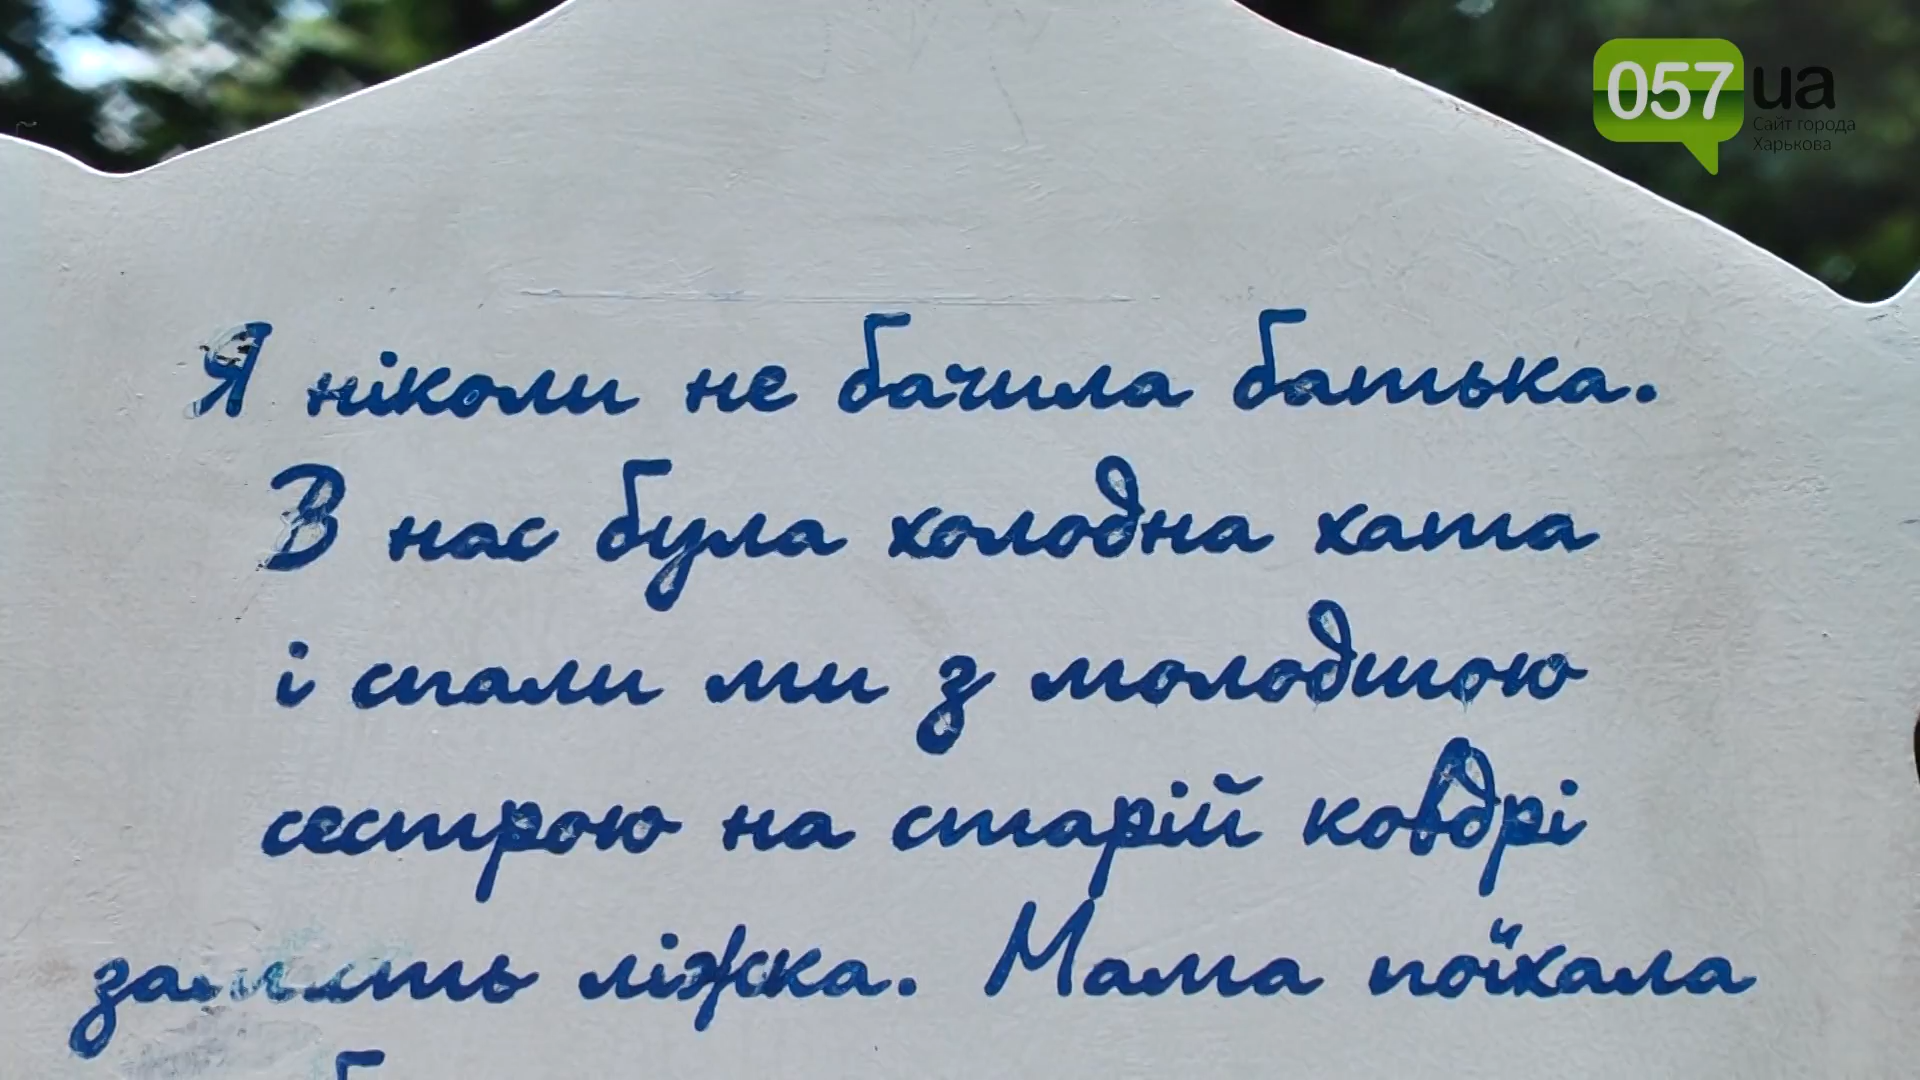 057 ua
Сайт города
Харькова
Я ніколи не бачила батька.
В нас була холодна хата
і спали ми з молодшою
сестрою на старій ковдрі
замість ліжка. Мама поїхала